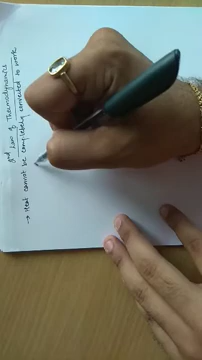 2nd Law of Thermodynamics
→ Heat cannot be completely converted to work